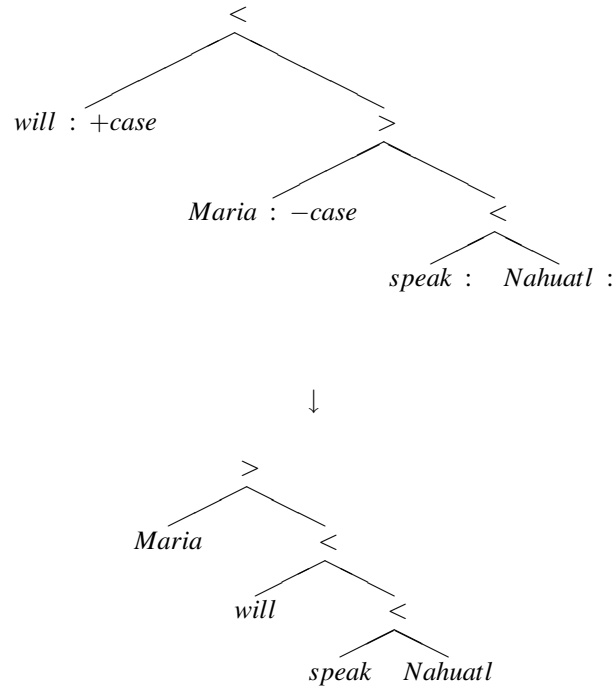 <
will : +case
>
Maria : −case
<
speak : Nahuatl :
↓
>
Maria
<
will
<
speak Nahuatl